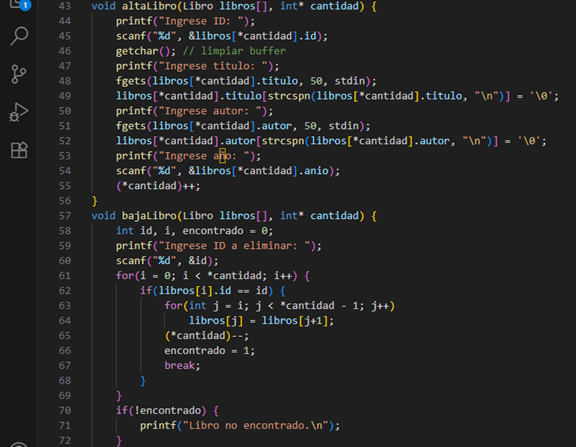 1
43 void altaLibro(Libro libros[], int* cantidad) {
44 printf("Ingrese ID: ");
45 scanf("%d", &libros[*cantidad].id);
46 getchar(); // limpiar buffer
47 printf("Ingrese titulo: ");
48 fgets(libros[*cantidad].titulo, 50, stdin);
49 libros[*cantidad].titulo[strcspn(libros[*cantidad].titulo, "\n")] = '\0';
50 printf("Ingrese autor: ");
51 fgets(libros[*cantidad].autor, 50, stdin);
52 libros[*cantidad].autor[strcspn(libros[*cantidad].autor, "\n")] = '\0';
53 printf("Ingrese año: ");
54 scanf("%d", &libros[*cantidad].anio);
55 (*cantidad)++;
56 }
57 void bajaLibro(Libro libros[], int* cantidad) {
58 int id, i, encontrado = 0;
59 printf("Ingrese ID a eliminar: ");
60 scanf("%d", &id);
61 for(i = 0; i < *cantidad; i++) {
62 if(libros[i].id == id) {
63 for(int j = i; j < *cantidad - 1; j++)
64 libros[j] = libros[j+1];
65 (*cantidad)--;
66 encontrado = 1;
67 break;
68 }
69 }
70 if(!encontrado) {
71 printf("Libro no encontrado.\n");
72 }